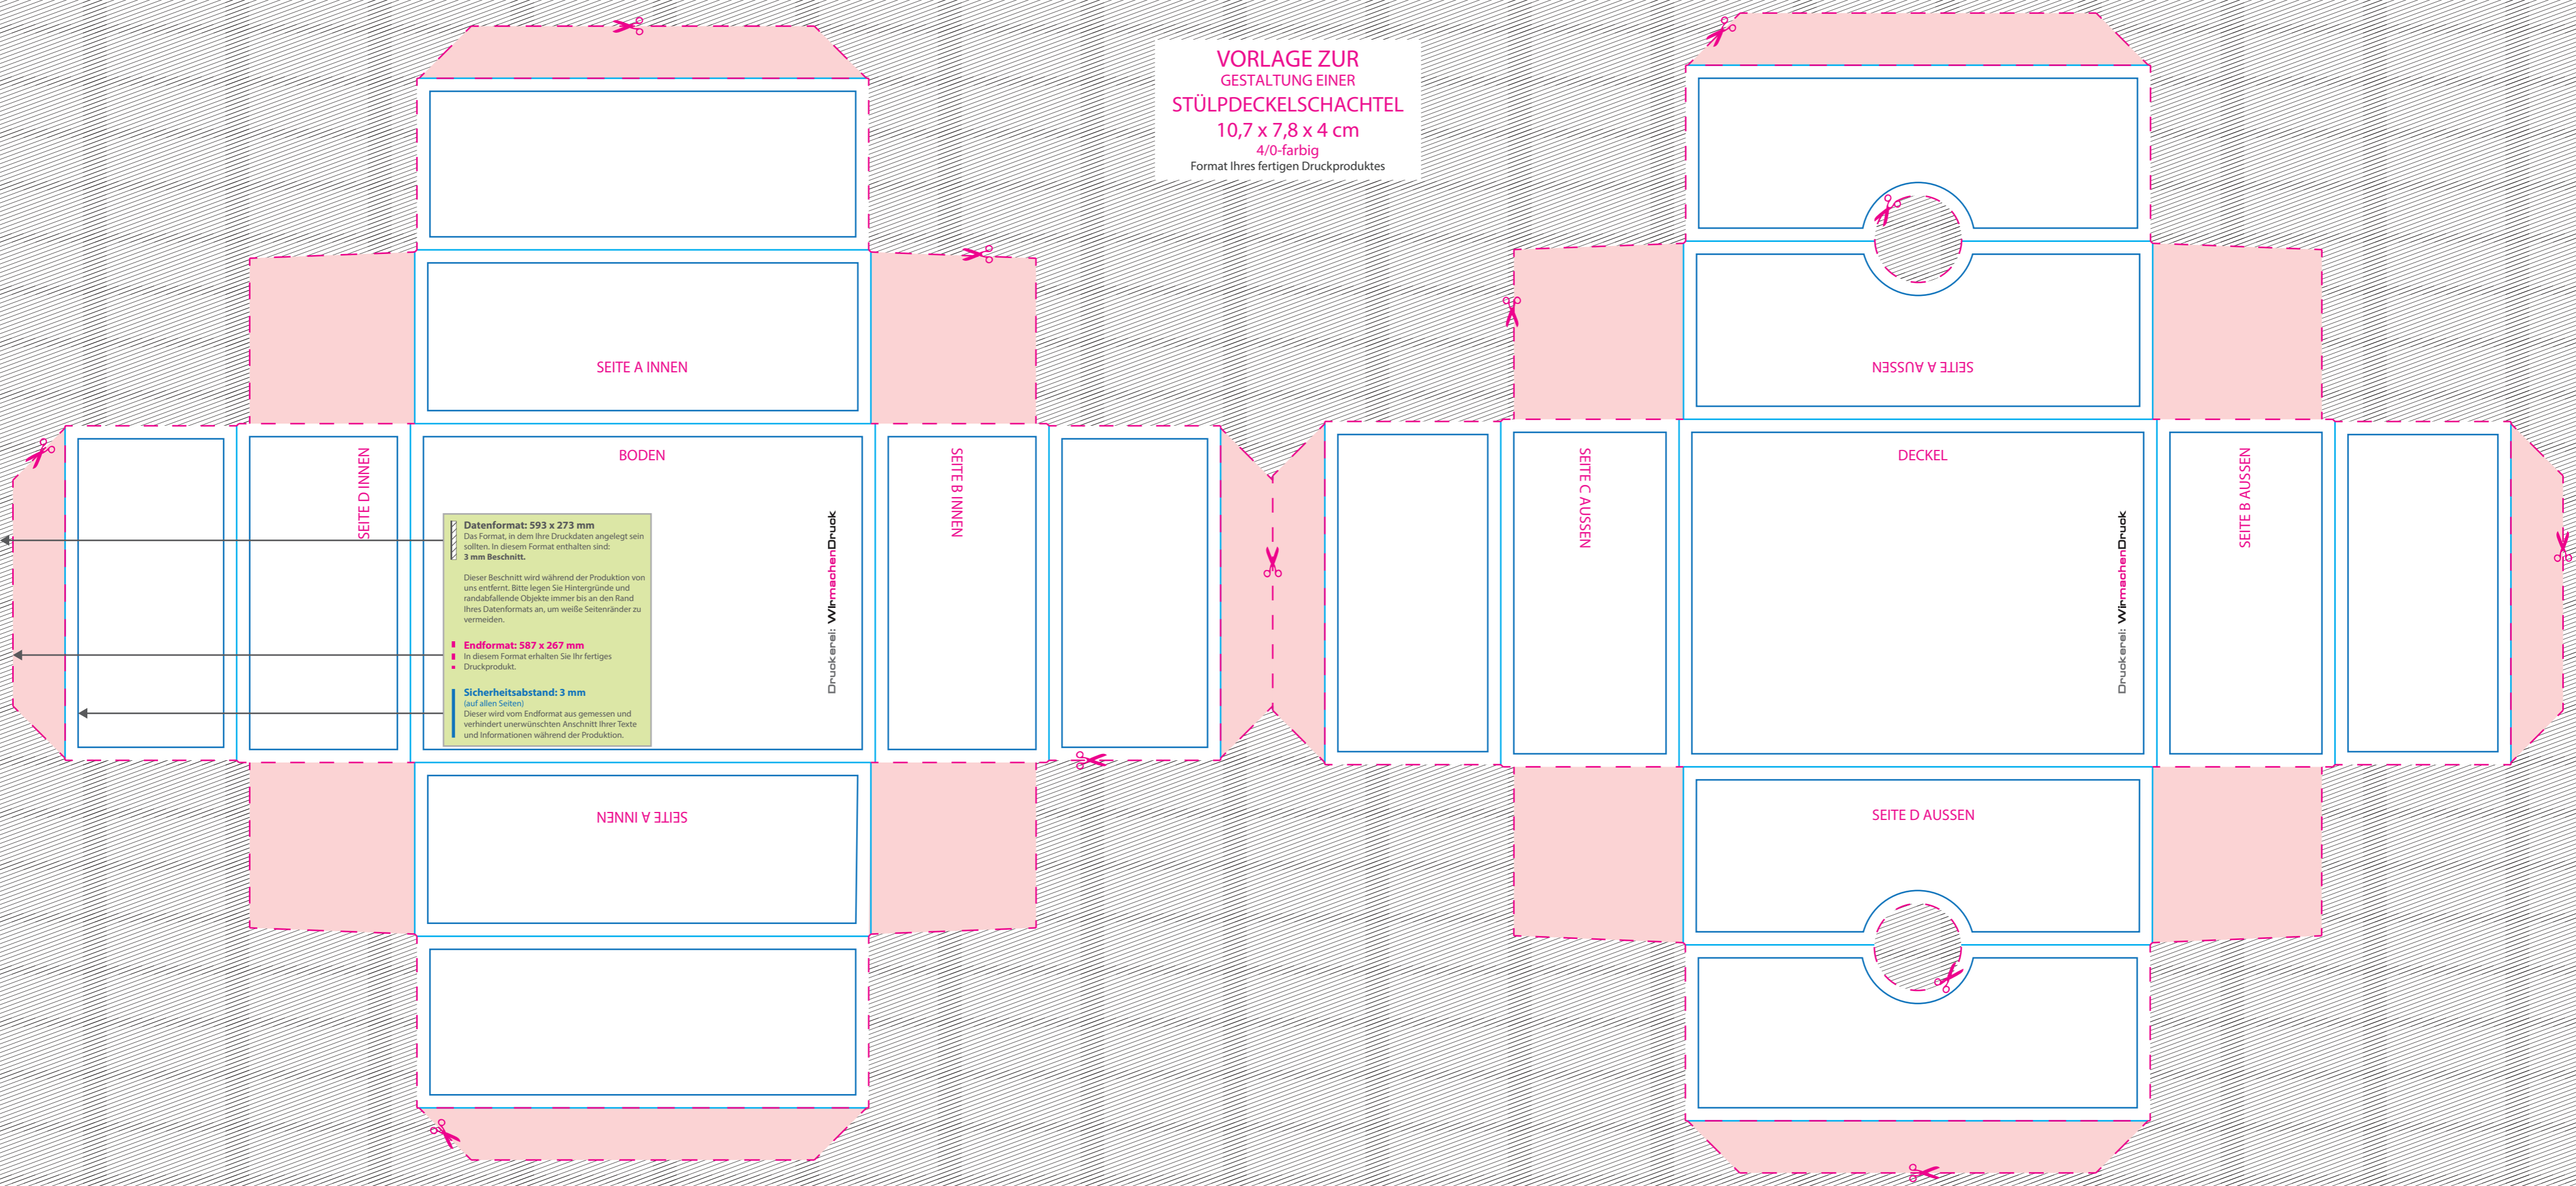 VORLAGE ZUR
GESTALTUNG EINER
STÜLPDECKELSCHACHTEL
10,7 x 7,8 x 4 cm
4/0-farbig
Format Ihres fertigen Druckproduktes
SEITE A INNEN
SEITE D INNEN
BODEN
Datenformat: 593 x 273 mm
Das Format, in dem Ihre Druckdaten angelegt sein
sollten. In diesem Format enthalten sind:
3 mm Beschnitt.
Dieser Beschnitt wird während der Produktion von
uns entfernt. Bitte legen Sie Hintergründe und
randabfallende Objekte immer bis an den Rand
Ihres Datenformats an, um weiße Seitenränder zu
vermeiden.
Endformat: 587 x 267 mm
In diesem Format erhalten Sie Ihr fertiges
Druckprodukt.
Sicherheitsabstand: 3 mm
(auf allen Seiten)
Dieser wird vom Endformat aus gemessen und
verhindert unerwünschten Anschnitt Ihrer Texte
und Informationen während der Produktion.
Druckerei: WirmachenDruck
SEITE B INNEN
SEITE A INNEN
SEITE A AUSSEN
SEITE C AUSSEN
DECKEL
Druckerei: WirmachenDruck
SEITE B AUSSEN
SEITE D AUSSEN